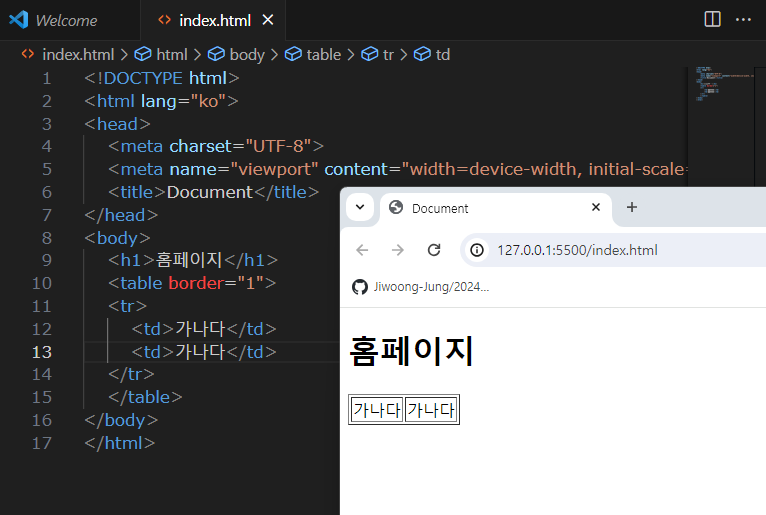 Welcome
index.html
index.html > html > body > table > tr > td
1 <!DOCTYPE html>
2 <html lang="ko">
3 <head>
4 <meta charset="UTF-8">
5 <meta name="viewport" content="width=device-width, initial-scale=
6 <title>Document</title>
7 </head>
8 <body>
9 <h1>홈페이지</h1>
10 <table border="1">
11 <tr>
12 <td>가나다</td>
13 <td>가나다</td>
14 </tr>
15 </table>
16 </body>
17 </html>
Document
127.0.0.1:5500/index.html
Jiwoong-Jung/2024...
홈페이지
가나다 가나다